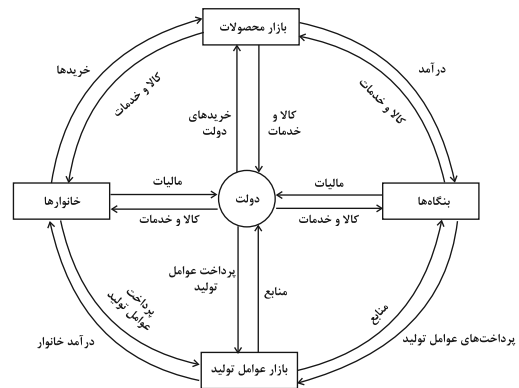 بازار محصولات
خریدها
درآمد
کالا و خدمات
کالا و خدمات
خریدهای
دولت
کالا و
خدمات
خانوارها
مالیات
دولت
مالیات
بنگاه‌ها
کالا و خدمات
کالا و خدمات
پرداخت عوامل
تولید
منابع
پرداخت
عوامل تولید
منابع
درآمد خانوار
پرداخت‌های عوامل تولید
بازار عوامل تولید